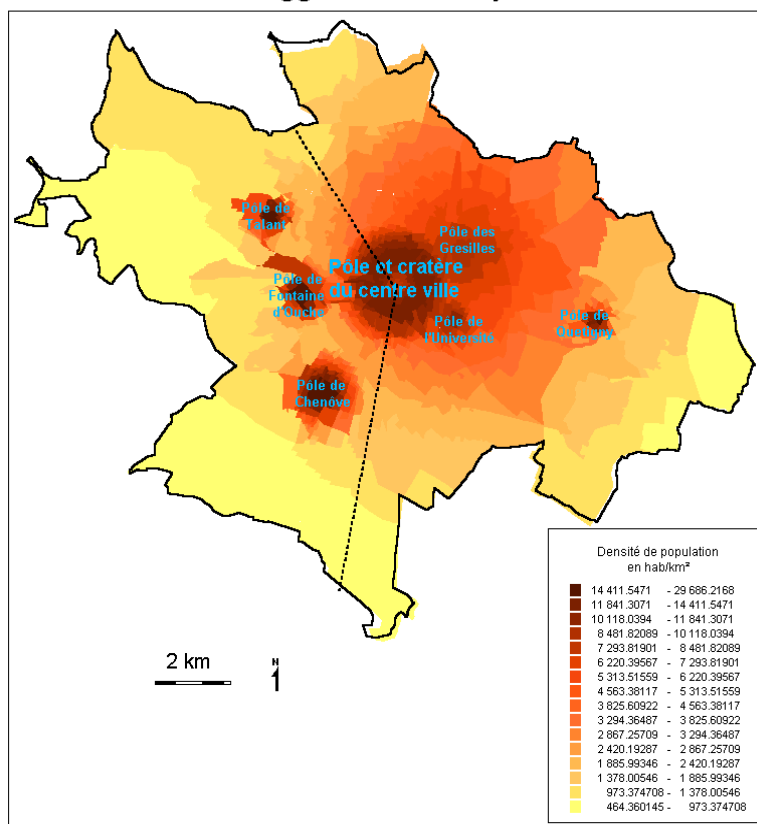 Pôle de
Talant
Pôle des
Gresilles
Pôle et cratère
du centre ville
Pôle de
Fontaine
d'Ouche
Pôle de
l'Université
Pôle de
Quetigny
Pôle de
Chenôve
2 km
N
Densité de population
en hab/km²
14 411.5471 - 29 686.2168
11 841.3071 - 14 411.5471
10 118.0394 - 11 841.3071
8 481.82089 - 10 118.0394
7 293.81901 - 8 481.82089
6 220.39567 - 7 293.81901
5 313.51559 - 6 220.39567
4 563.38117 - 5 313.51559
3 825.60922 - 4 563.38117
3 294.36487 - 3 825.60922
2 867.25709 - 3 294.36487
2 420.19287 - 2 867.25709
1 885.99346 - 2 420.19287
1 378.00546 - 1 885.99346
973.374708 - 1 378.00546
464.360145 - 973.374708